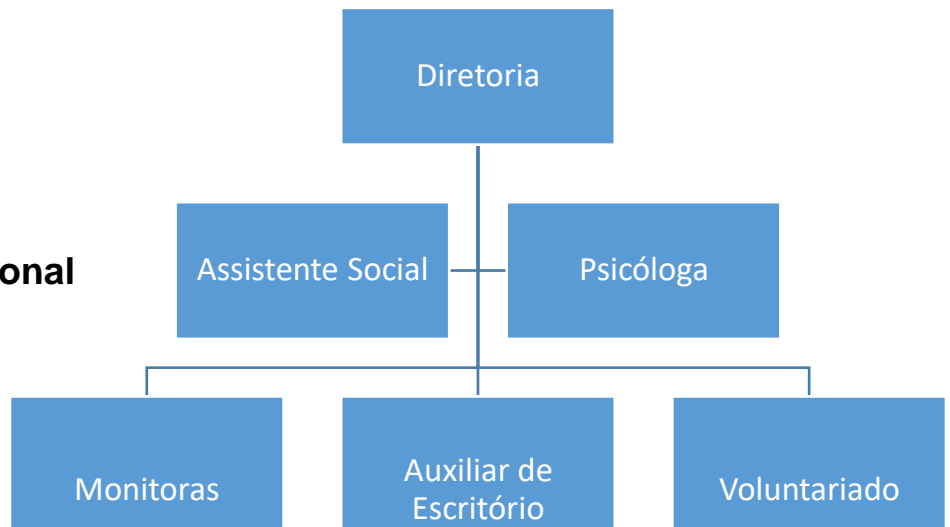 Diretoria
onal
Assistente Social
Psicóloga
Monitoras
Auxiliar de
Escritório
Voluntariado